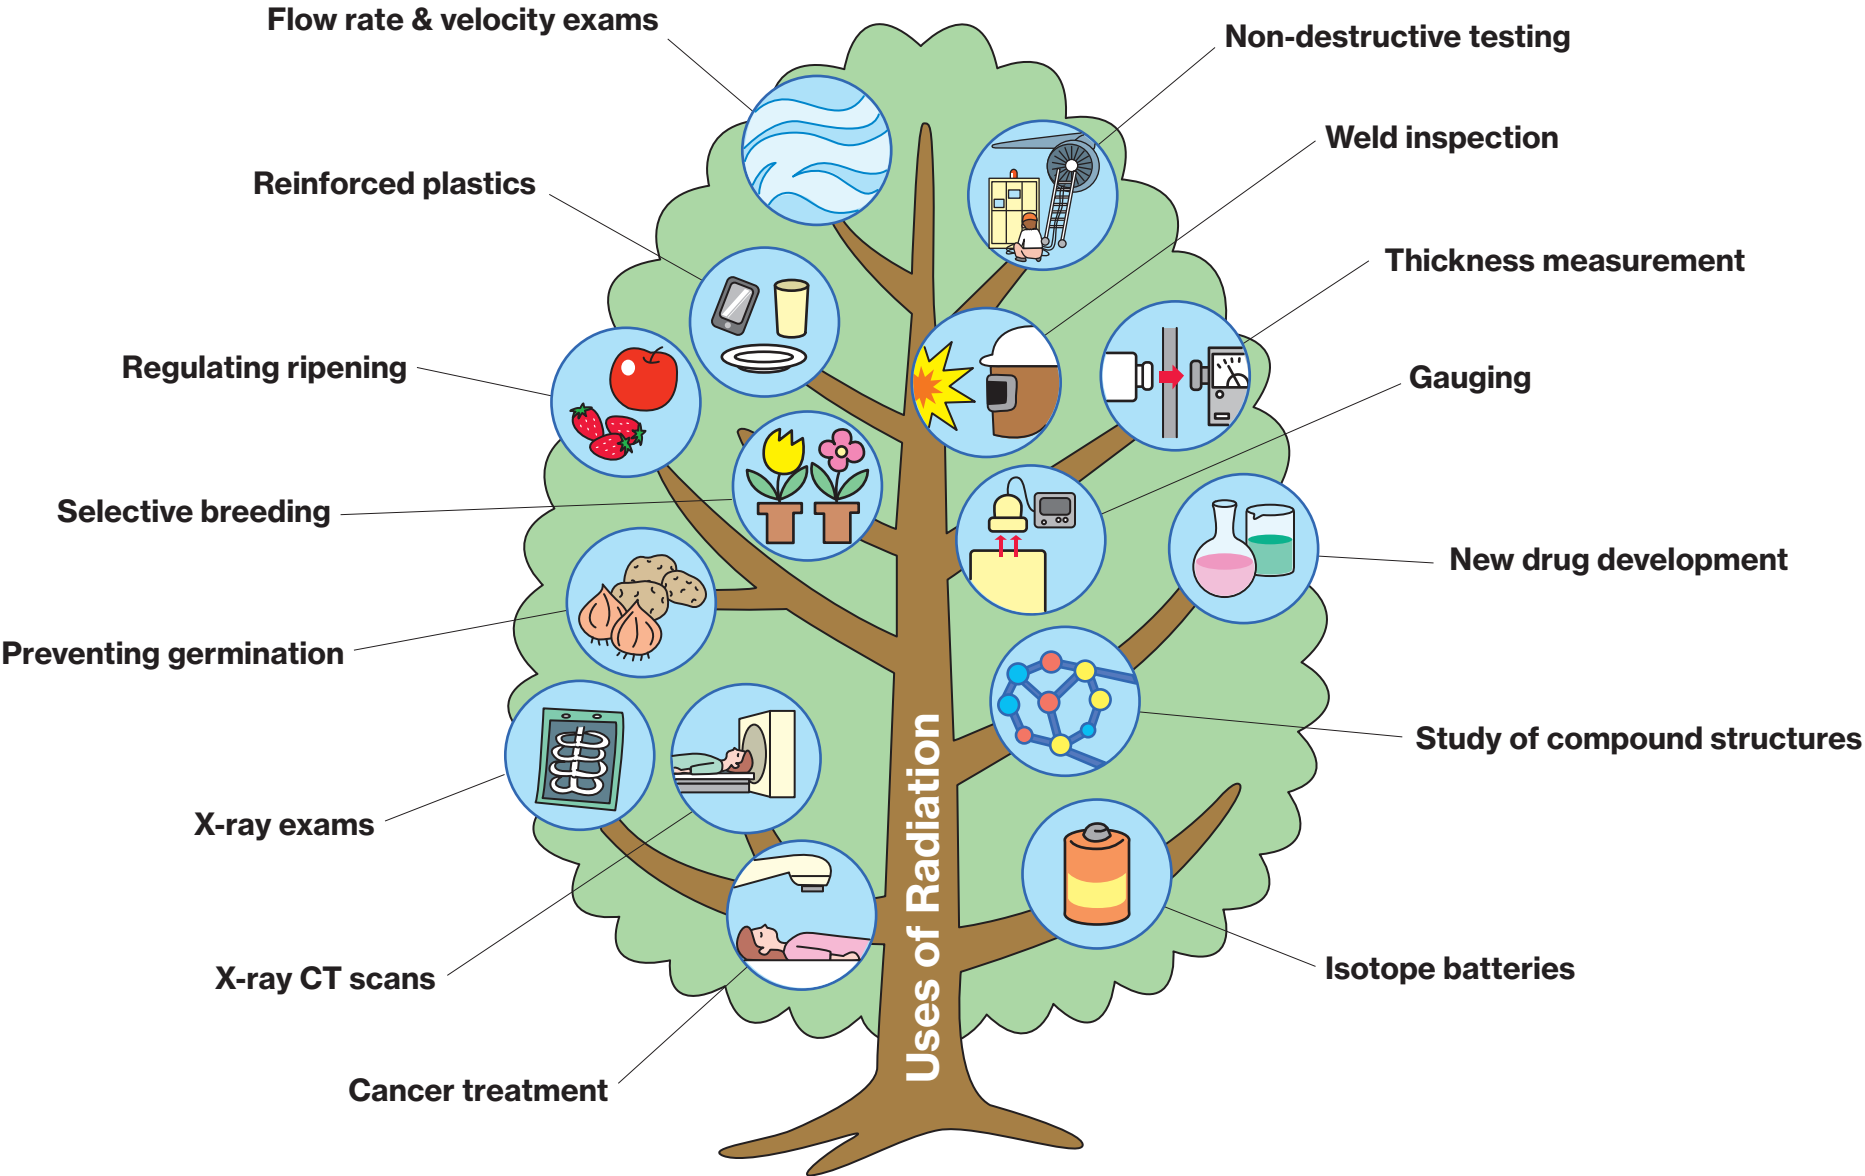 Flow rate & velocity exams
Non-destructive testing
Weld inspection
Reinforced plastics
Thickness measurement
Regulating ripening
Gauging
Selective breeding
New drug development
Preventing germination
Study of compound structures
X-ray exams
Uses of Radiation
X-ray CT scans
Isotope batteries
Cancer treatment